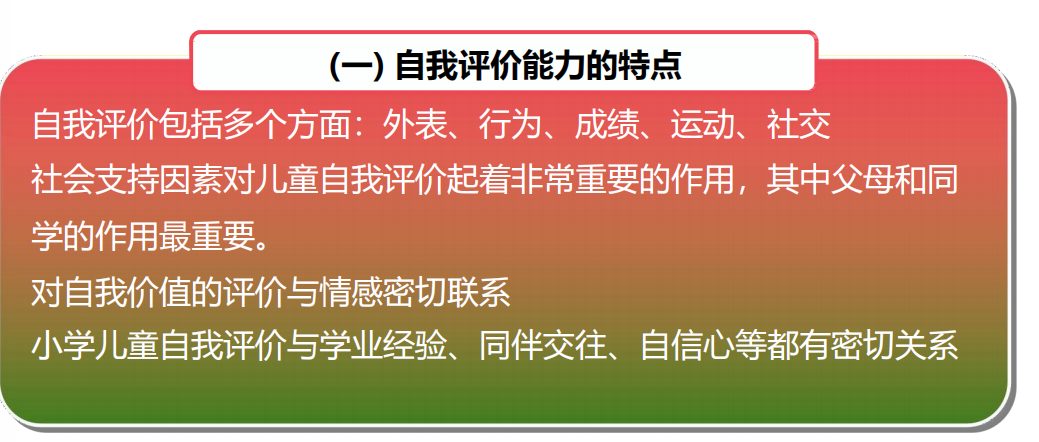 (一) 自我评价能力的特点
自我评价包括多个方面：外表、行为、成绩、运动、社交
社会支持因素对儿童自我评价起着非常重要的作用，其中父母和同
学的作用最重要。
对自我价值的评价与情感密切联系
小学儿童自我评价与学业经验、同伴交往、自信心等都有密切关系